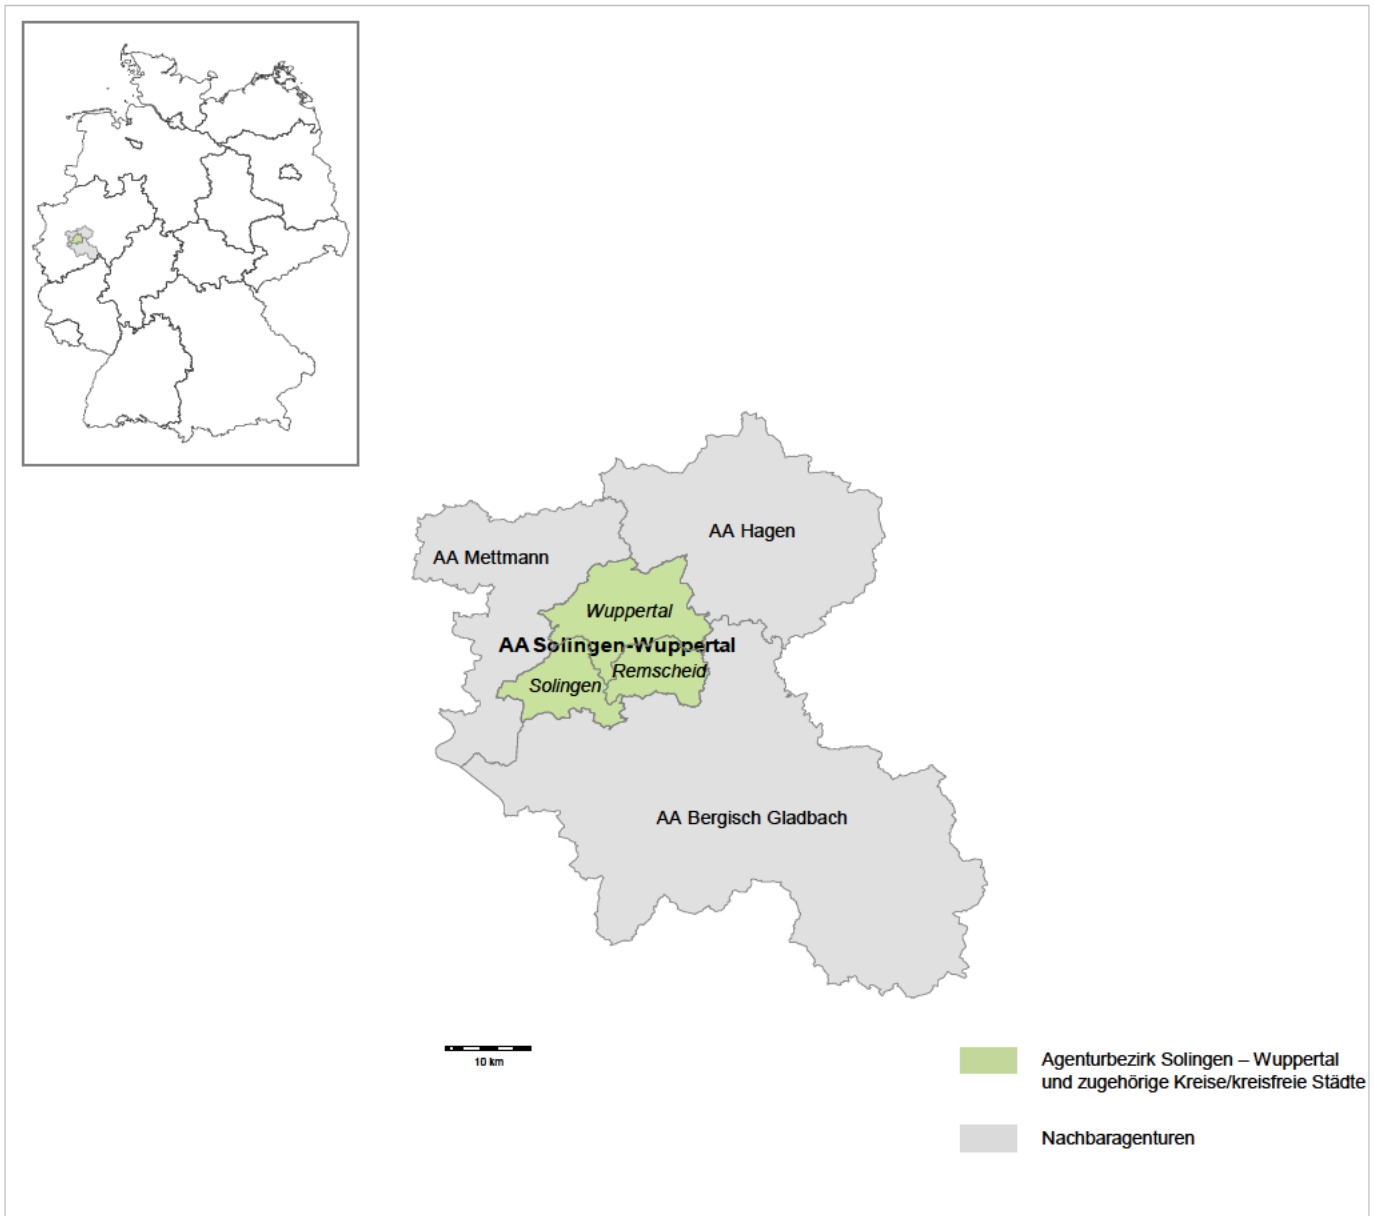 AA Hagen
AA Mettmann
Wuppertal
AA Solingen-Wuppertal
Remscheid
Solingen
AA Bergisch Gladbach
10 km
Agenturbezirk Solingen – Wuppertal
und zugehörige Kreise/kreisfreie Städte
Nachbaragenturen